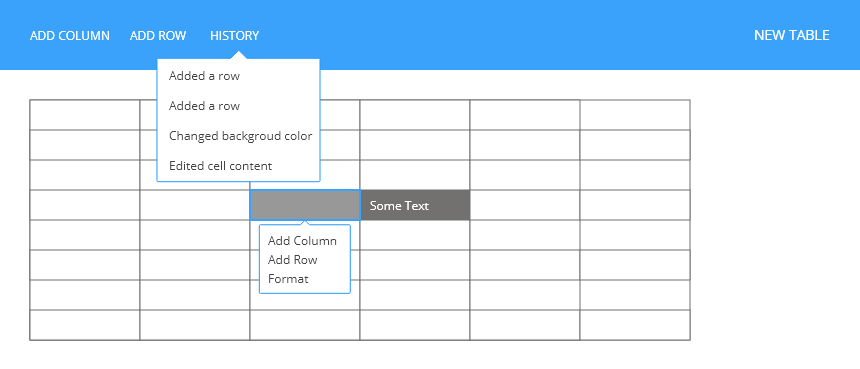 ADD COLUMN ADD ROW HISTORY NEW TABLE
Added a row
Added a row
Changed backgroud color
Edited cell content
Some Text
Add Column
Add Row
Format